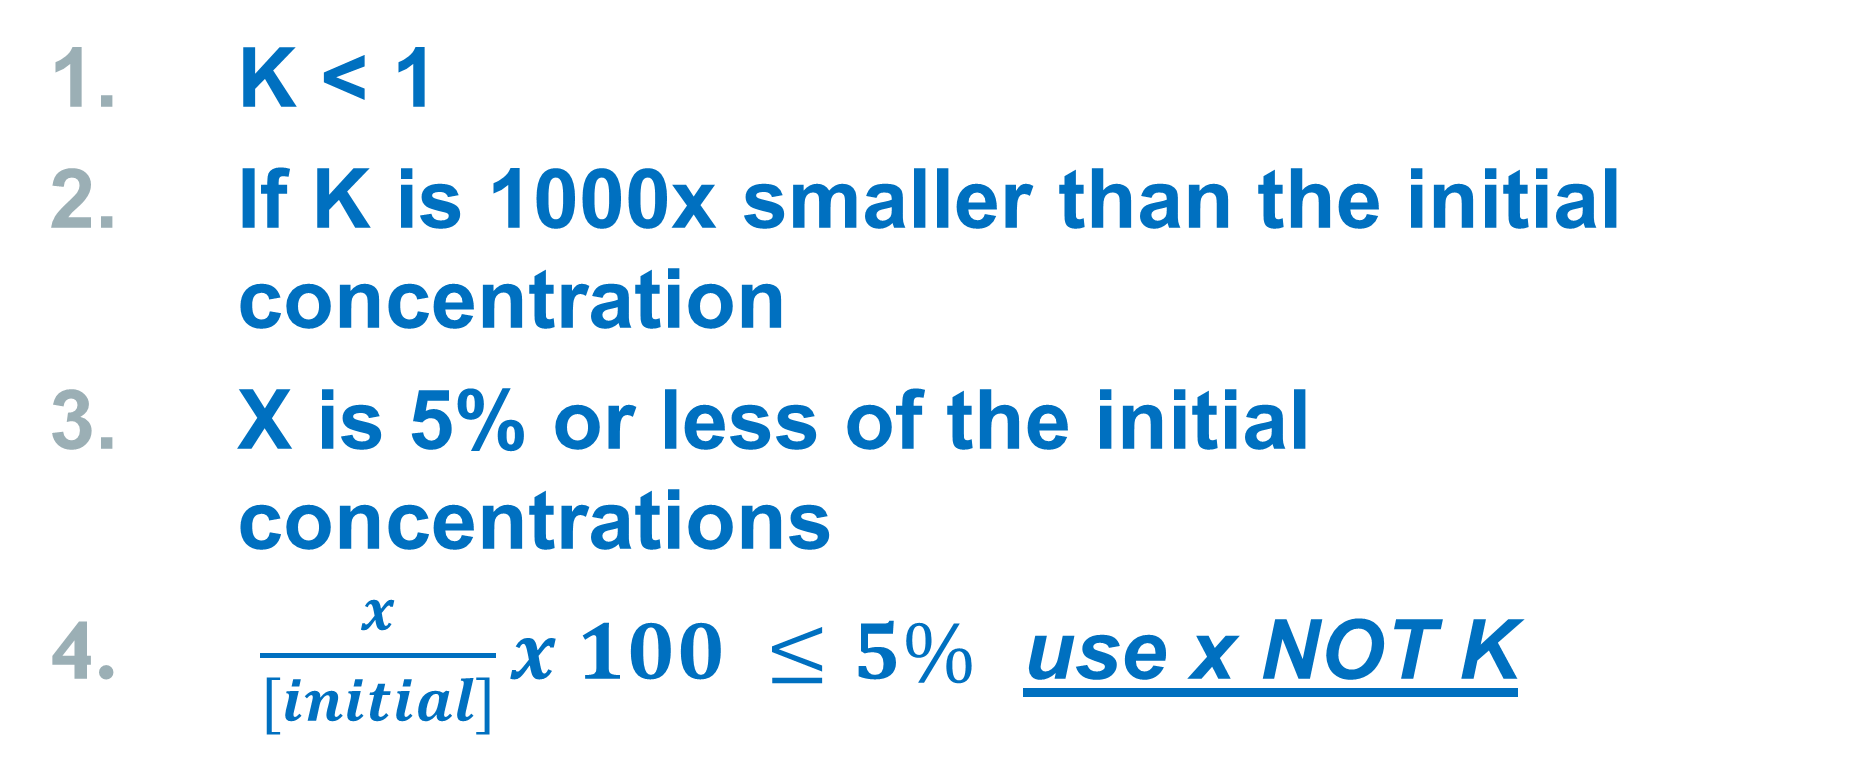 1. K < 1
2. If K is 1000x smaller than the initial
concentration
3. X is 5% or less of the initial
concentrations
4. x/[initial] x 100 ≤ 5% use x NOT K